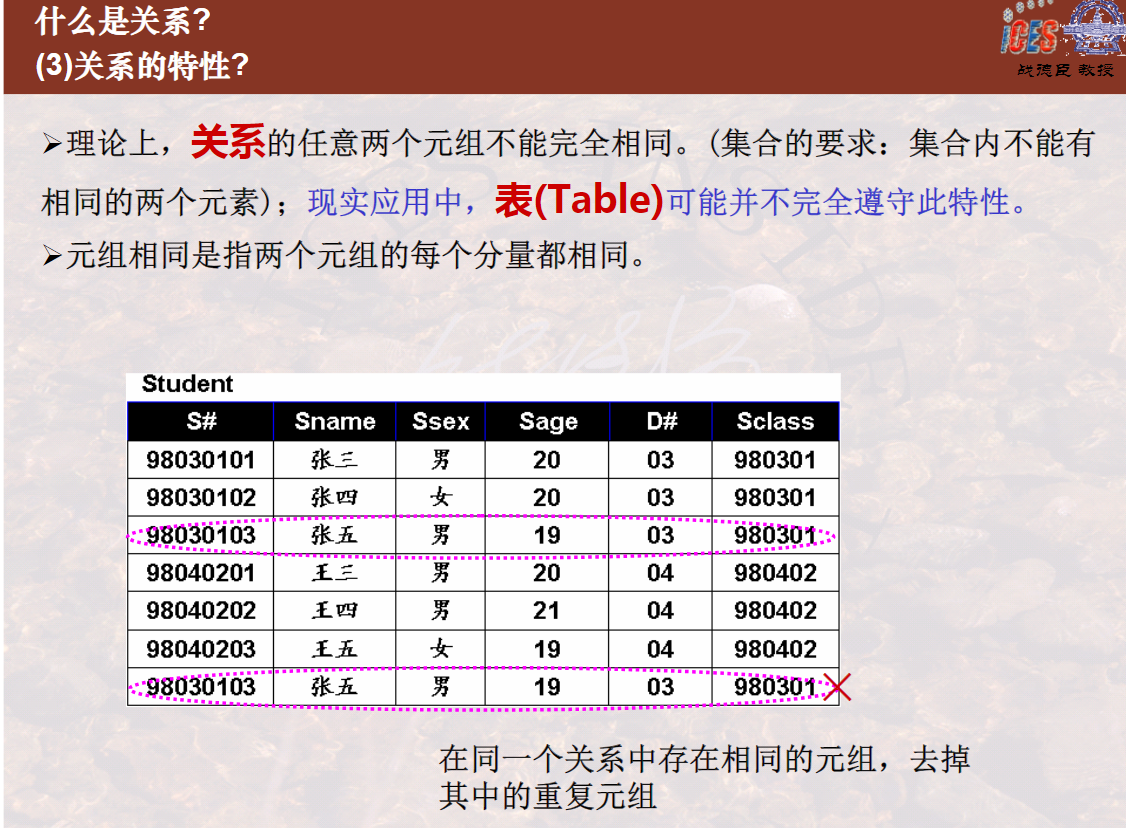 什么是关系?
(3)关系的特性?
iCES
战德臣 教授
➢理论上，关系的任意两个元组不能完全相同。(集合的要求：集合内不能有
相同的两个元素)；现实应用中，表(Table)可能并不完全遵守此特性。
➢元组相同是指两个元组的每个分量都相同。
Student
S# Sname Ssex Sage D# Sclass
98030101 张三 男 20 03 980301
98030102 张四 女 20 03 980301
98030103 张五 男 19 03 980301
98040201 王三 男 20 04 980402
98040202 王四 男 21 04 980402
98040203 王五 女 19 04 980402
98030103 张五 男 19 03 980301
在同一个关系中存在相同的元组，去掉
其中的重复元组